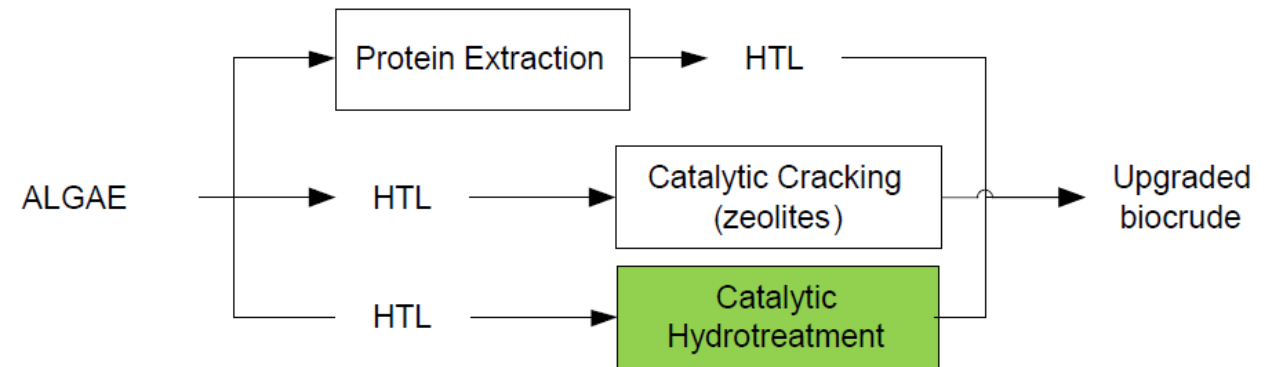 Protein Extraction
HTL
ALGAE
HTL
Catalytic Cracking
(zeolites)
Upgraded
biocrude
HTL
Catalytic
Hydrotreatment